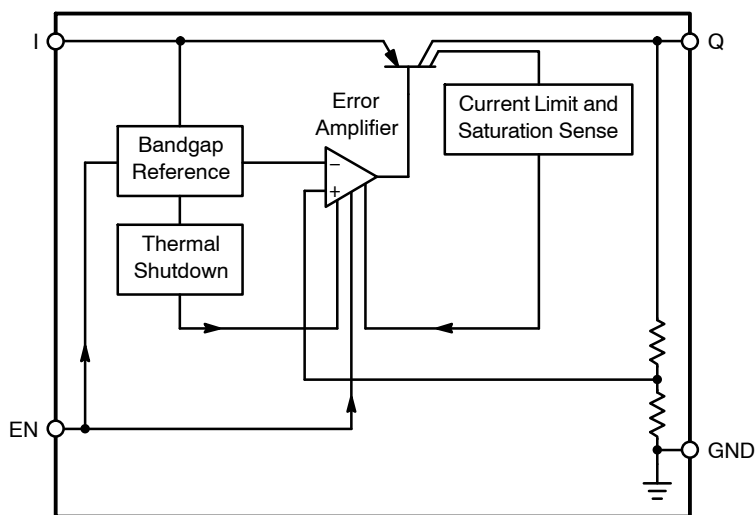 I
Q
Error
Amplifier
Current Limit and
Saturation Sense
Bandgap
Reference
−
+
Thermal
Shutdown
EN
GND